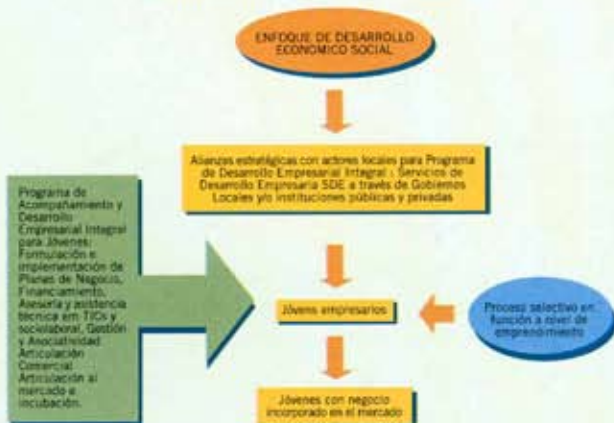 ENFOQUE DE DESARROLLO
ECONOMICO SOCIAL
Alianzas estratégicas con actores locales para Programa
de Desarrollo Empresarial Integral : Servicios de
Desarrollo Empresaria SDE a través de Gobiernos
Locales y/o instituciones públicas y privadas
Programa de
Acompañamiento y
Desarrollo
Empresarial Integral
para Jóvenes:
Formulación e
implementación de
Planes de Negocio,
Financiamiento,
Asesoría y asistencia
técnica em TICs y
sociolaboral, Gestión
y Asociatividad
Articulación
Comercial
Articulación al
mercado e
incubación.
Jóvens empresarios
Proceso selectivo en
función a nivel de
emprendimiento
Jóvenes con negocio
incorporado en el mercado